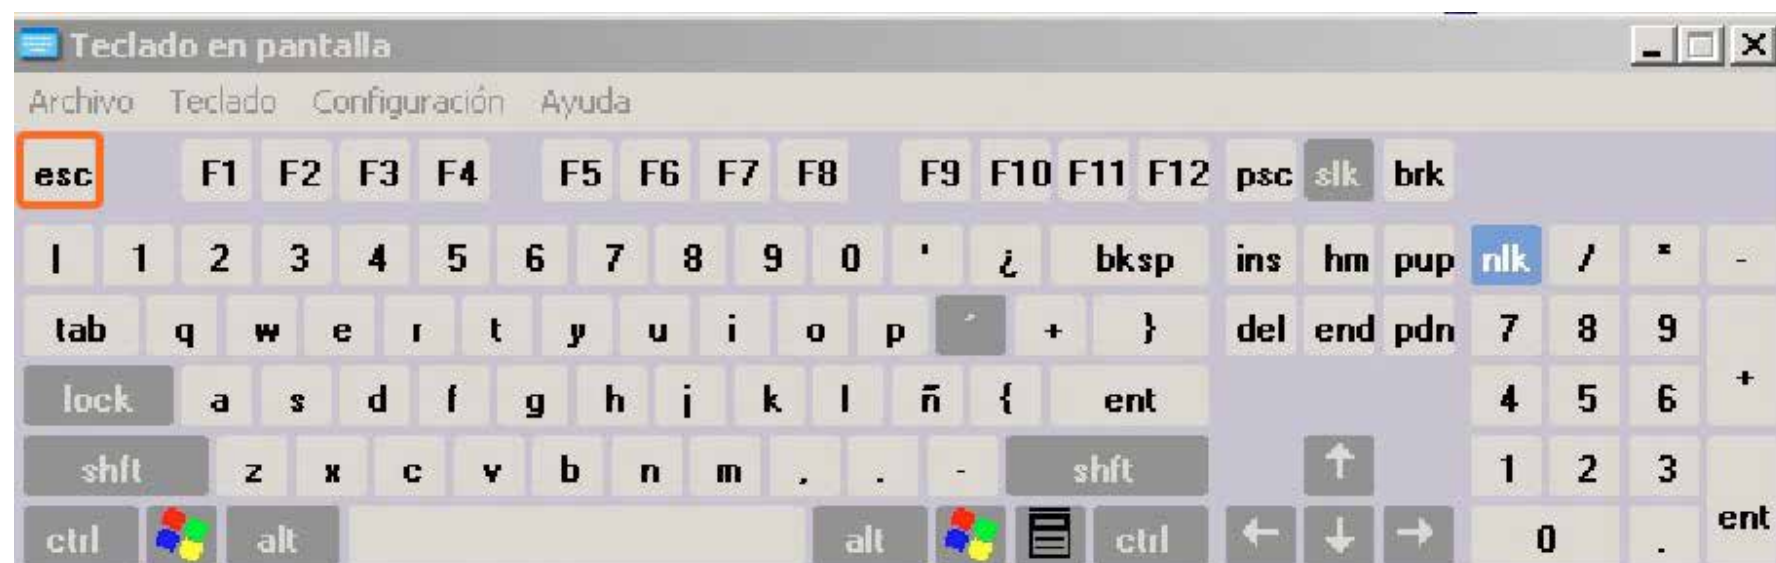 Teclado en pantalla
Archivo Teclado Configuración Ayuda
esc F1 F2 F3 F4 F5 F6 F7 F8 F9 F10 F11 F12 psc slk brk
| 1 2 3 4 5 6 7 8 9 0 ' ¿ bksp ins hm pup nlk / * -
tab q w e r t y u i o p ´ + } del end pdn 7 8 9
lock a s d f g h j k l ñ { ent 4 5 6 +
shft z x c v b n m , . - shft ↑ 1 2 3
ctrl alt alt ctrl ← ↓ → 0 . ent